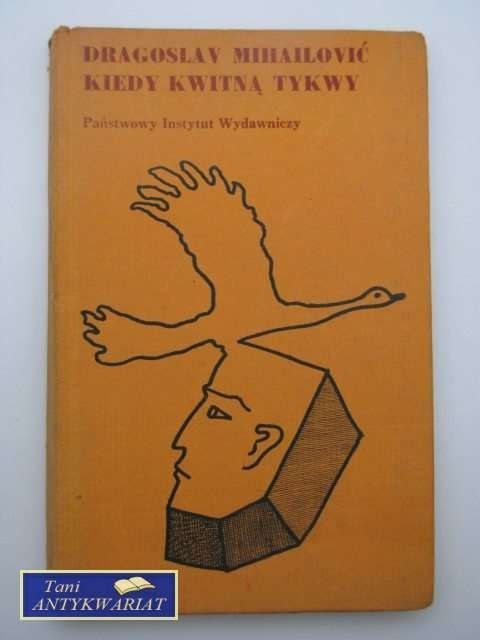 DRAGOSLAV MIHAILOVIĆ
KIEDY KWITNĄ TYKWY
Państwowy Instytut Wydawniczy
Tani
ANTYKWARIAT